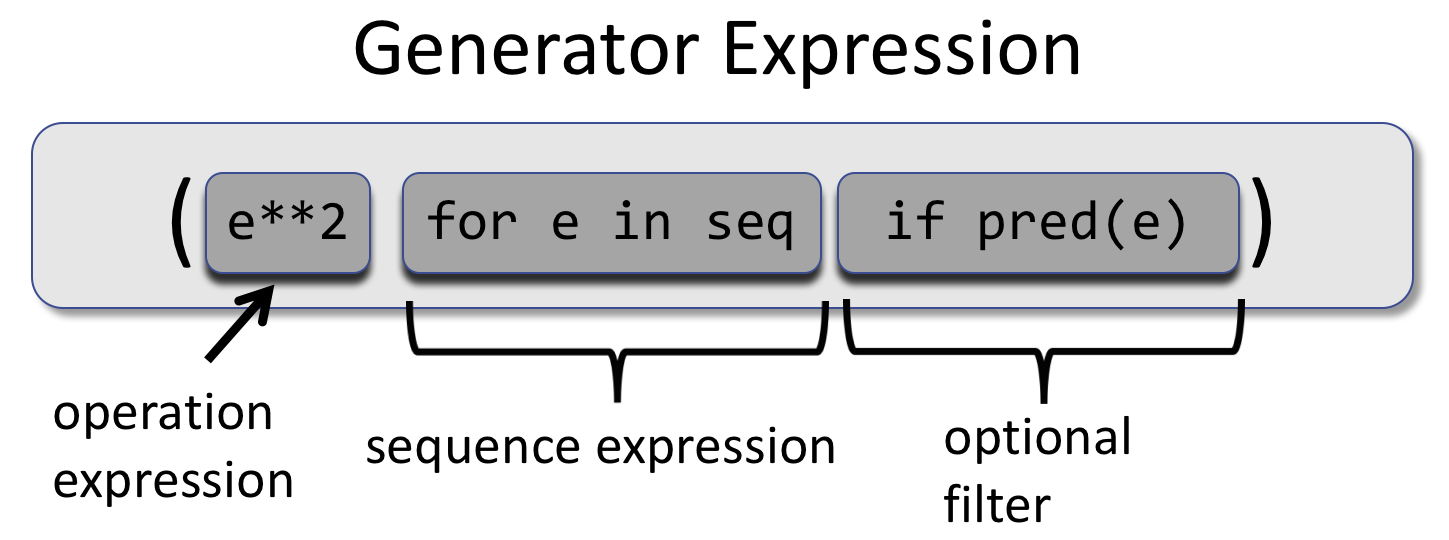 Generator Expression
( e**2 for e in seq if pred(e) )
operation
expression
sequence expression
optional
filter